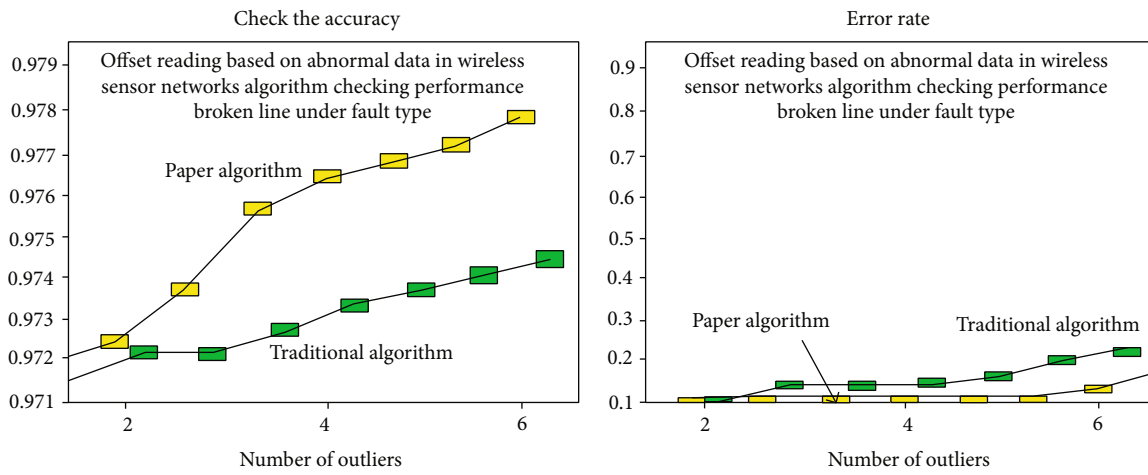 Check the accuracy
0.979
0.978
0.977
0.976
0.975
0.974
0.973
0.972
0.971
Offset reading based on abnormal data in wireless
sensor networks algorithm checking performance
broken line under fault type
Paper algorithm
Traditional algorithm
2 4 6
Number of outliers
Error rate
0.9
0.8
0.7
0.6
0.5
0.4
0.3
0.2
0.1
Offset reading based on abnormal data in wireless
sensor networks algorithm checking performance
broken line under fault type
Paper algorithm
Traditional algorithm
2 4 6
Number of outliers